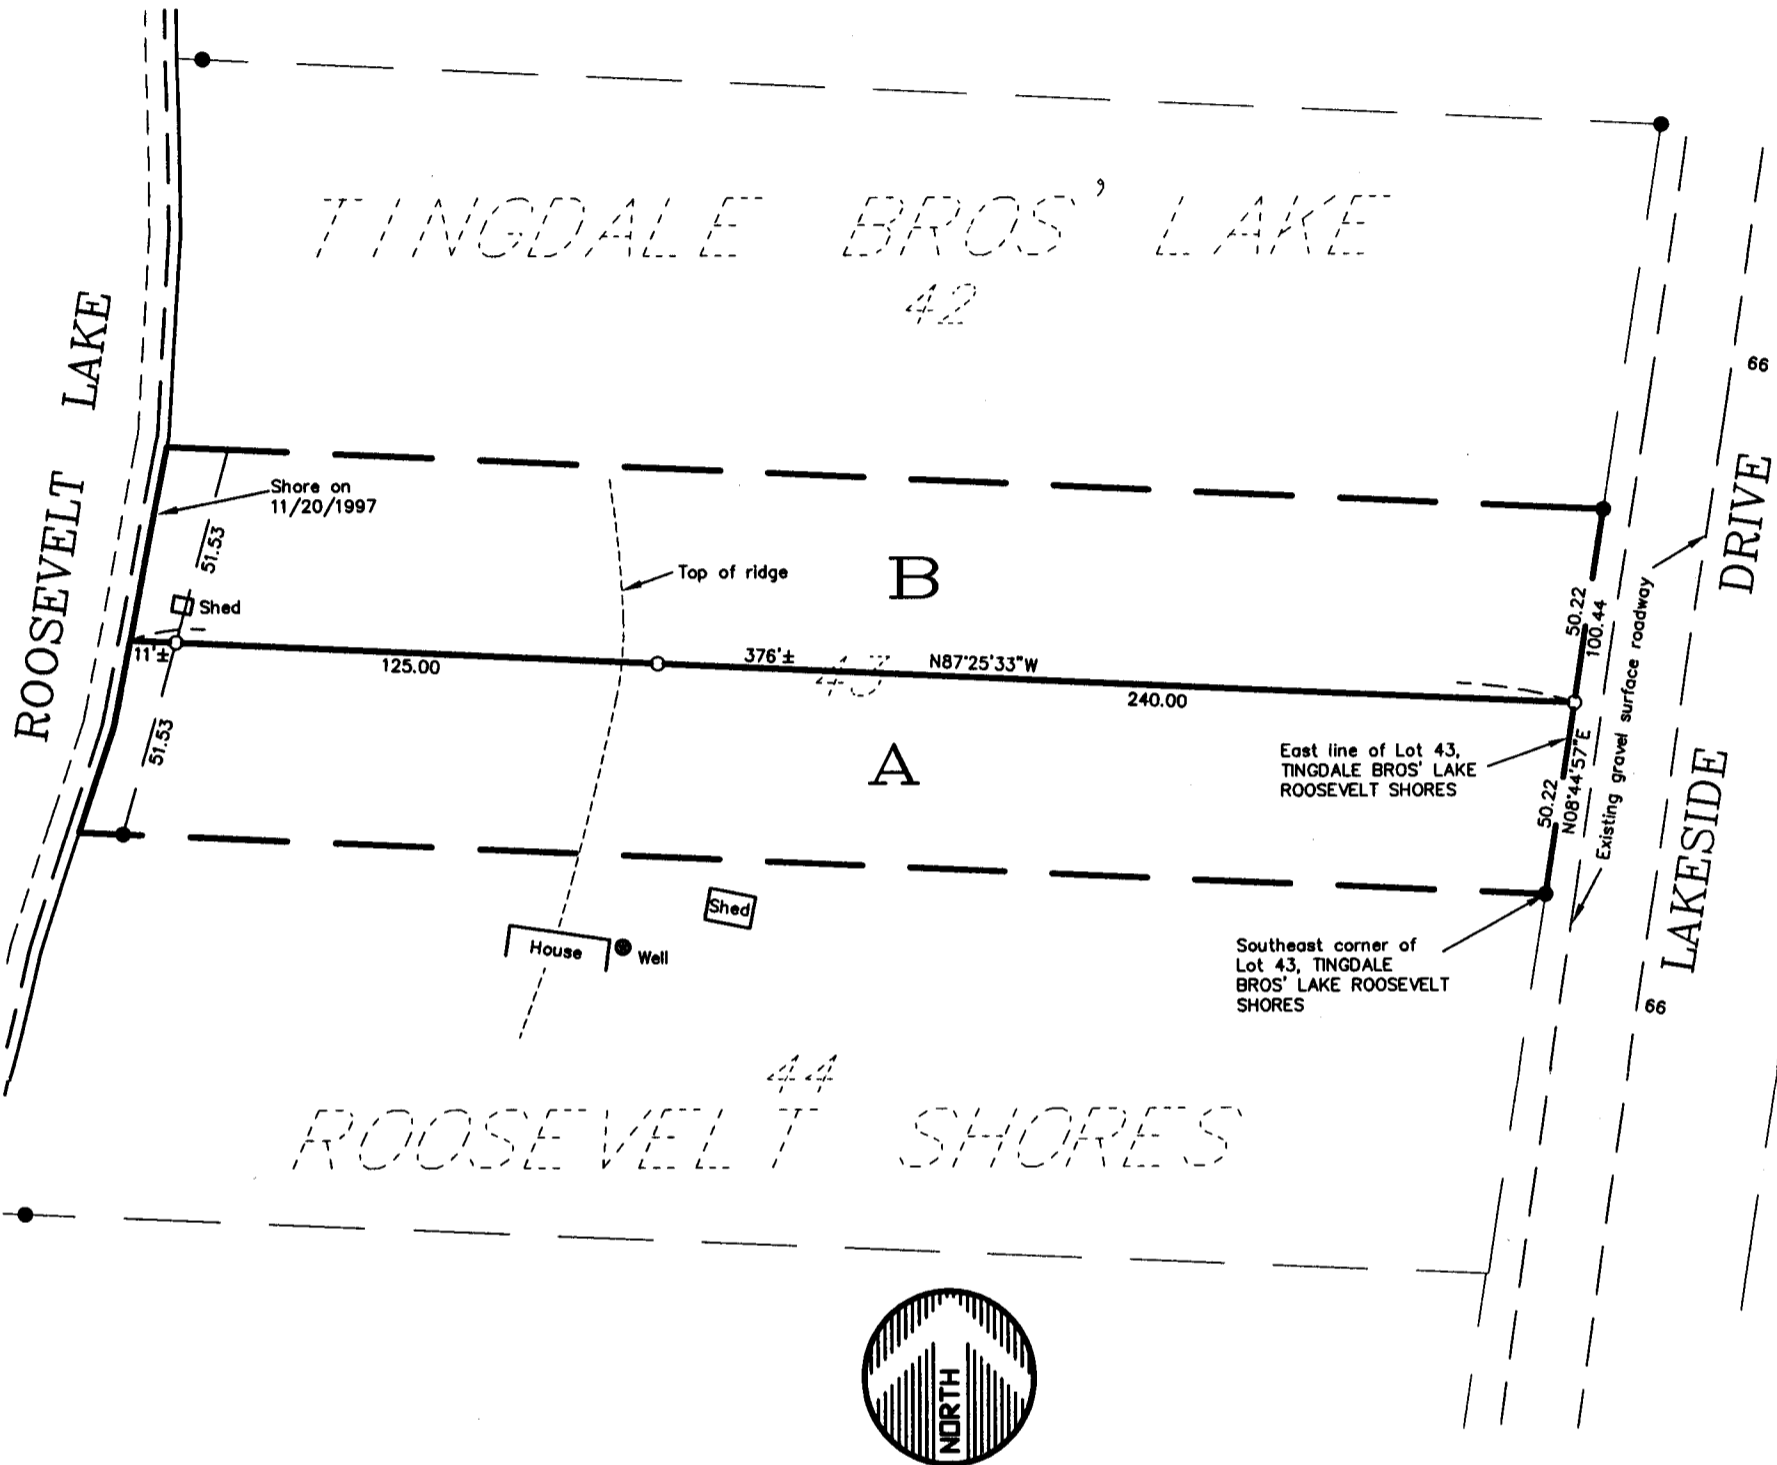 TINGDALE BROS' LAKE
42
66
ROOSEVELT LAKE
Shore on
11/20/1997
51.53
Top of ridge
B
DRIVE
Shed
50.22
100.44
11'±
125.00
376'±
43
N87°25'33"W
240.00
51.53
A
East line of Lot 43,
TINGDALE BROS' LAKE
ROOSEVELT SHORES
50.22
N08°44'57"E
Existing gravel surface roadway
LAKESIDE
Shed
House
Well
Southeast corner of
Lot 43, TINGDALE
BROS' LAKE ROOSEVELT
SHORES
66
44
ROOSEVELT SHORES
NORTH